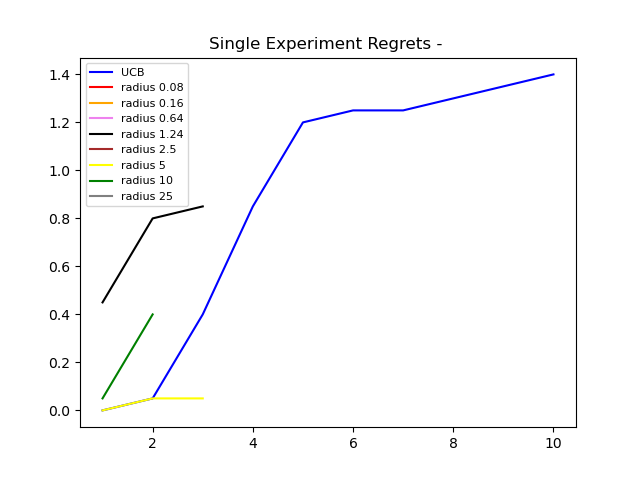 Single Experiment Regrets -
UCB
radius 0.08
radius 0.16
radius 0.64
radius 1.24
radius 2.5
radius 5
radius 10
radius 25
1.4
1.2
1.0
0.8
0.6
0.4
0.2
0.0
2 4 6 8 10